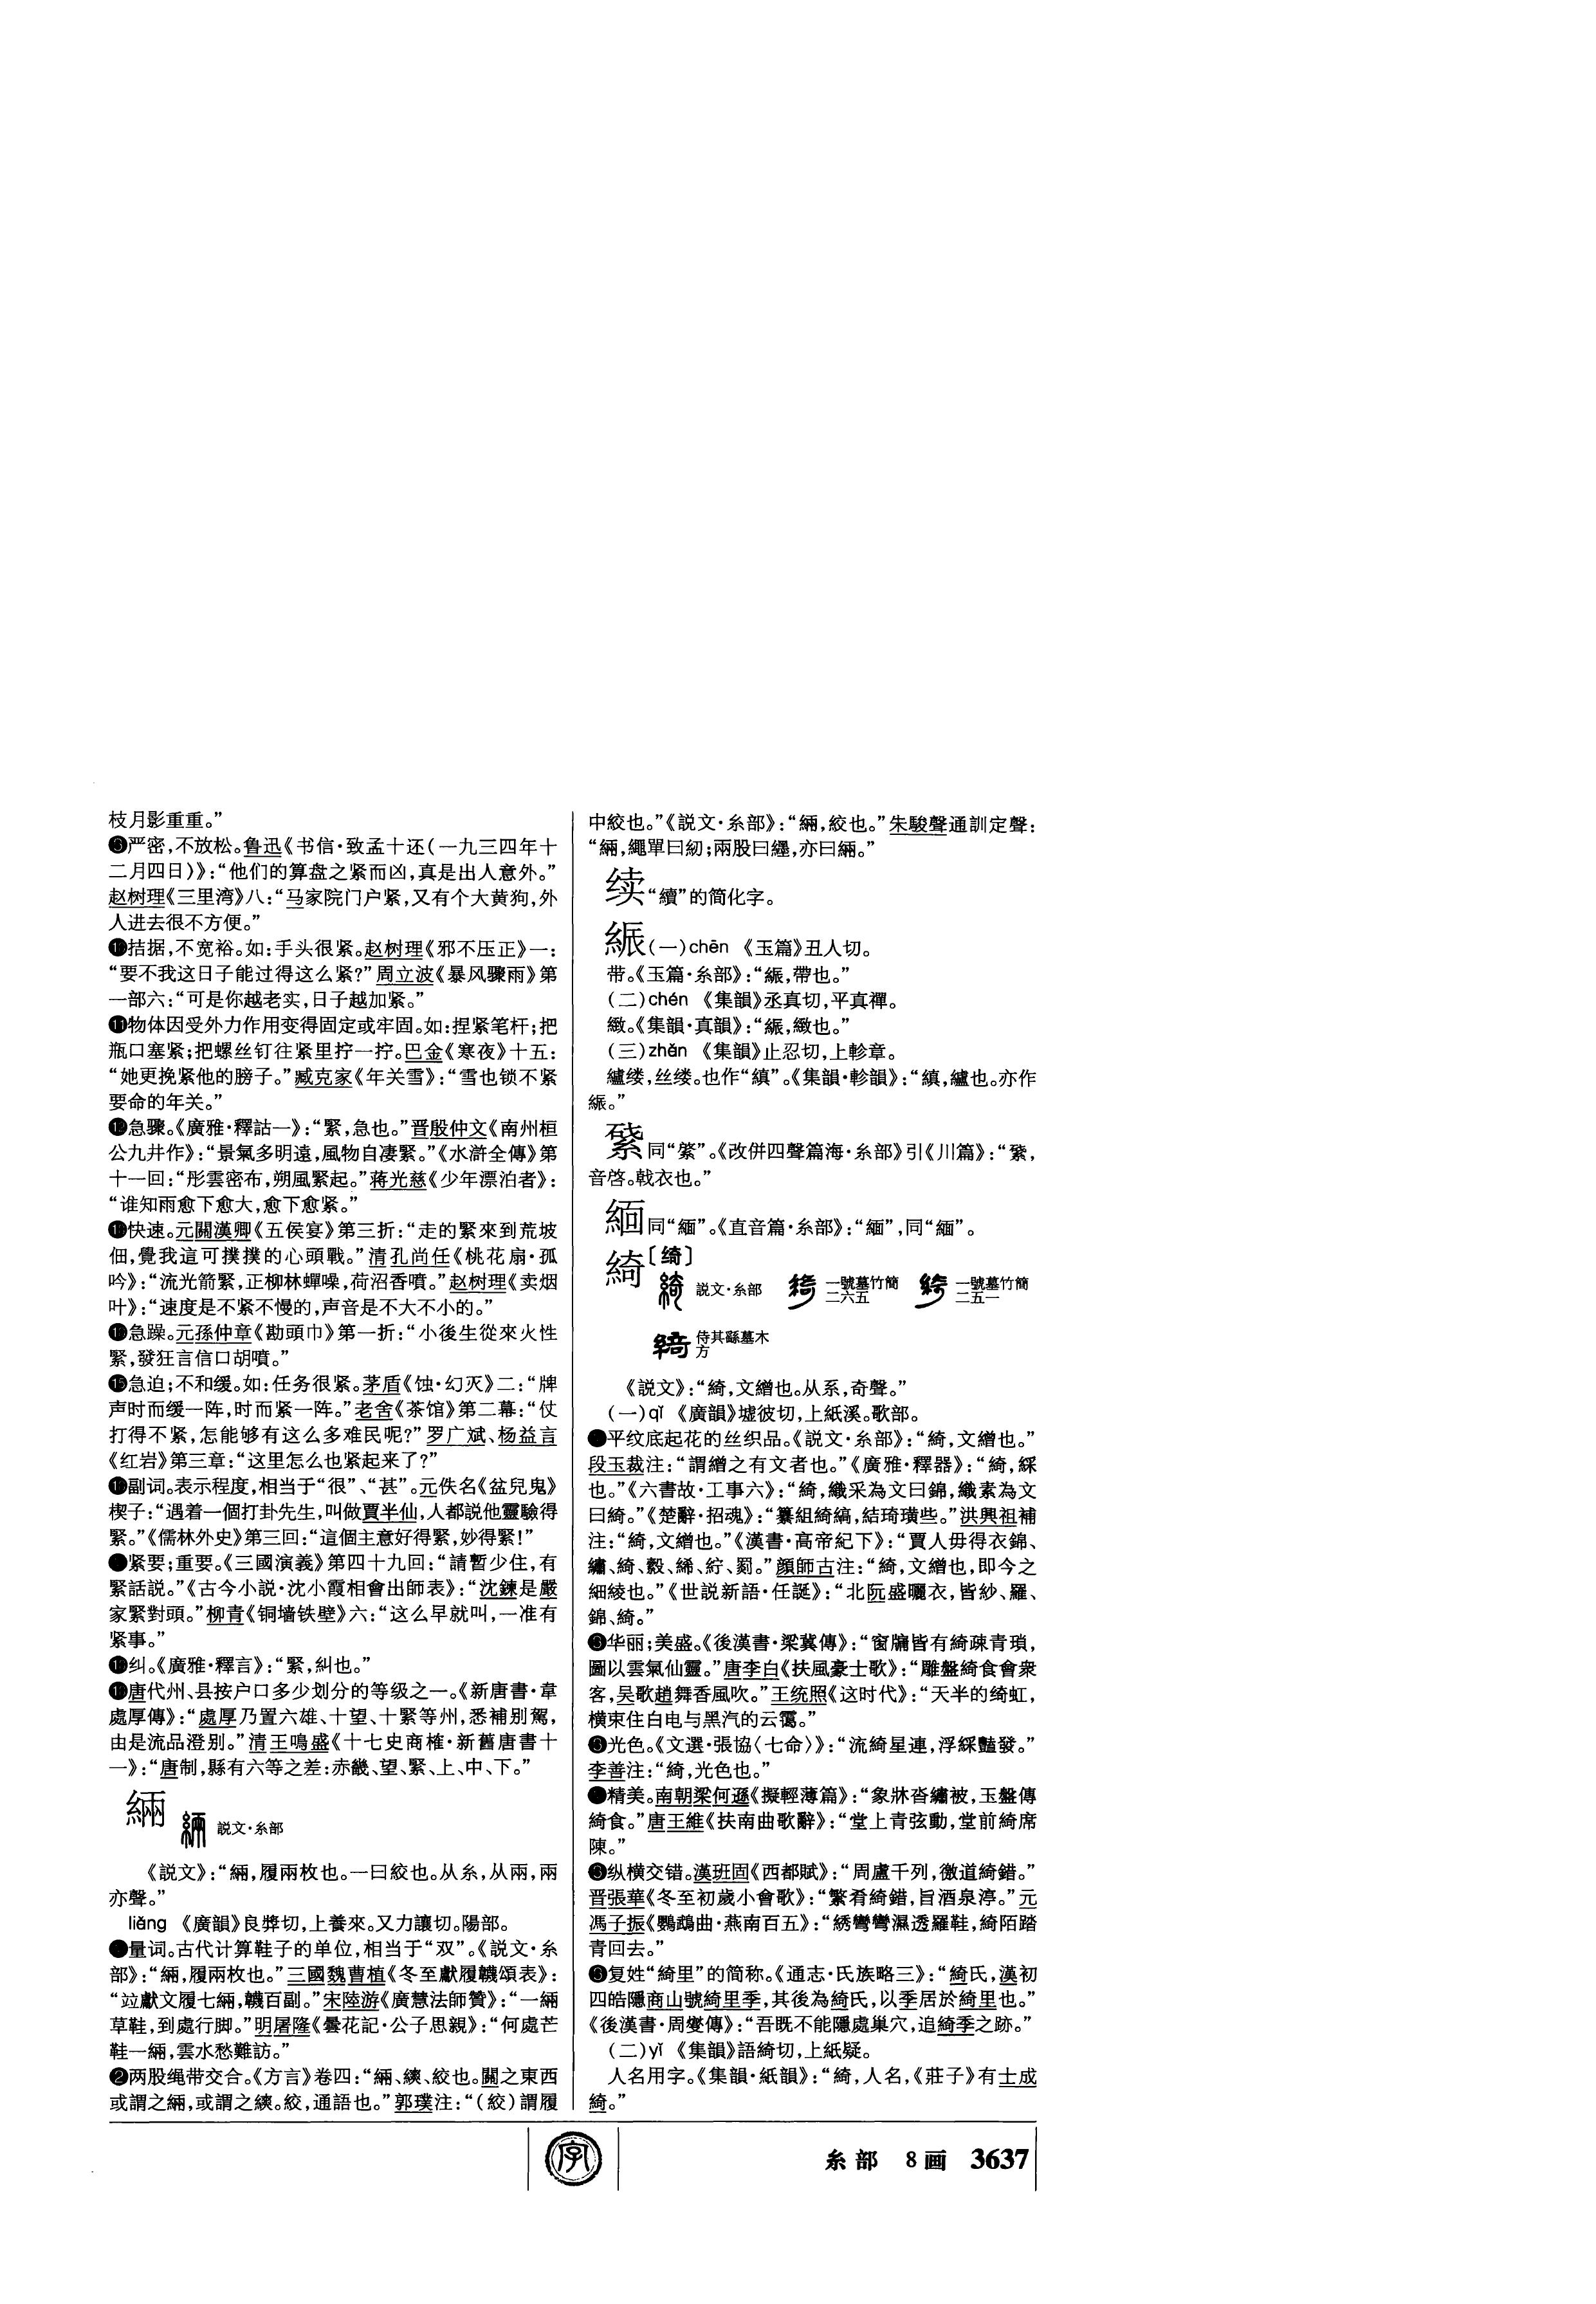 枝月影重重。”
❾严密，不放松。鲁迅《书信·致孟十还（一九三四年十
二月四日）》：“他们的算盘之紧而凶，真是出人意外。”
赵树理《三里湾》八：“马家院门户紧，又有个大黄狗，外
人进去很不方便。”
❿拮据，不宽裕。如：手头很紧。赵树理《邪不压正》一：
“要不我这日子能过得这么紧？”周立波《暴风骤雨》第
一部六：“可是你越老实，日子越加紧。”
⓫物体因受外力作用变得固定或牢固。如：捏紧笔杆；把
瓶口塞紧；把螺丝钉往紧里拧一拧。巴金《寒夜》十五：
“她更挽紧他的膀子。”臧克家《年关雪》：“雪也锁不紧
要命的年关。”
⓬急骤。《廣雅·釋詁一》：“緊，急也。”晋殷仲文《南州桓
公九井作》：“景氣多明遠，風物自凄緊。”《水滸全傳》第
十一回：“彤雲密布，朔風緊起。”蒋光慈《少年漂泊者》：
“谁知雨愈下愈大，愈下愈紧。”
⓭快速。元關漢卿《五侯宴》第三折：“走的緊來到荒坡
佃，覺我這可撲撲的心頭戰。”清孔尚任《桃花扇·孤
吟》：“流光箭緊，正柳林蟬噪，荷沼香噴。”赵树理《卖烟
叶》：“速度是不紧不慢的，声音是不大不小的。”
⓮急躁。元孫仲章《勘頭巾》第一折：“小後生從來火性
緊，發狂言信口胡噴。”
⓯急迫；不和缓。如：任务很紧。茅盾《蚀·幻灭》二：“牌
声时而缓一阵，时而紧一阵。”老舍《茶馆》第二幕：“仗
打得不紧，怎能够有这么多难民呢？”罗广斌、杨益言
《红岩》第三章：“这里怎么也紧起来了？”
⓰副词。表示程度，相当于“很”、“甚”。元佚名《盆兒鬼》
楔子：“遇着一個打卦先生，叫做賈半仙，人都説他靈驗得
緊。”《儒林外史》第三回：“這個主意好得緊，妙得緊！”
⓱紧要；重要。《三國演義》第四十九回：“請暫少住，有
緊話説。”《古今小説·沈小霞相會出師表》：“沈鍊是嚴
家緊對頭。”柳青《铜墙铁壁》六：“这么早就叫，一准有
紧事。”
⓲纠。《廣雅·釋言》：“緊，糾也。”
⓳唐代州、县按户口多少划分的等级之一。《新唐書·韋
處厚傳》：“處厚乃置六雄、十望、十緊等州，悉補别駕，
由是流品澄别。”清王鳴盛《十七史商榷·新舊唐書十
一》：“唐制，縣有六等之差：赤畿、望、緊、上、中、下。”
緉 説文·糸部
《説文》：“緉，履兩枚也。一曰絞也。从糸，从兩，兩
亦聲。”
liǎng 《廣韻》良獎切，上養來。又力讓切。陽部。
❶量词。古代计算鞋子的单位，相当于“双”。《説文·糸
部》：“緉，履兩枚也。”三國魏曹植《冬至獻履韈頌表》：
“竝獻文履七緉，韈百副。”宋陸游《廣慧法師贊》：“一緉
草鞋，到處行脚。”明屠隆《曇花記·公子思親》：“何處芒
鞋一緉，雲水愁難訪。”
❷两股绳带交合。《方言》卷四：“緉、緛、絞也。關之東西
或謂之緉，或謂之緛。絞，通語也。”郭璞注：“（絞）謂履
中絞也。”《説文·糸部》：“緉，絞也。”朱駿聲通訓定聲：
“緉，繩單曰紉；兩股曰纆，亦曰緉。”
续 “續”的简化字。
䋖 （一）chēn 《玉篇》丑人切。
带。《玉篇·糸部》：“䋖，帶也。”
（二）chén 《集韻》丞真切，平真禪。
緻。《集韻·真韻》：“䋖，緻也。”
（三）zhěn 《集韻》止忍切，上軫章。
纑缕，丝缕。也作“縝”。《集韻·軫韻》：“縝，纑也。亦作
䋖。”
同“綮”。《改併四聲篇海·糸部》引《川篇》：“
音啓。戟衣也。”
同“緬”。《直音篇·糸部》：“緬”，同“緬”。
綺〔绮〕
説文·糸部 一號墓竹簡二六五 一號墓竹簡二五一
侍其繇墓木方
《説文》：“綺，文繒也。从系，奇聲。”
（一）qǐ 《廣韻》墟彼切，上紙溪。歌部。
❶平纹底起花的丝织品。《説文·糸部》：“綺，文繒也。”
段玉裁注：“謂繒之有文者也。”《廣雅·釋器》：“綺，綵
也。”《六書故·工事六》：“綺，織采為文曰錦，織素為文
曰綺。”《楚辭·招魂》：“纂組綺縞，結琦璜些。”洪興祖補
注：“綺，文繒也。”《漢書·高帝紀下》：“賈人毋得衣錦、
繡、綺、縠、絺、紵、罽。”顔師古注：“綺，文繒也，即今之
細綾也。”《世説新語·任誕》：“北阮盛曬衣，皆紗、羅、
錦、綺。”
❷华丽；美盛。《後漢書·梁冀傳》：“窗牖皆有綺疎青瑣，
圖以雲氣仙靈。”唐李白《扶風豪士歌》：“雕盤綺食會衆
客，吴歌趙舞香風吹。”王统照《这时代》：“天半的绮虹，
横束住白电与黑汽的云霭。”
❸光色。《文選·張協〈七命〉》：“流綺星連，浮綵豔發。”
李善注：“綺，光色也。”
❹精美。南朝梁何遜《擬輕薄篇》：“象牀沓繡被，玉盤傳
綺食。”唐王維《扶南曲歌辭》：“堂上青弦動，堂前綺席
陳。”
❺纵横交错。漢班固《西都賦》：“周廬千列，徼道綺錯。”
晋張華《冬至初歲小會歌》：“繁肴綺錯，旨酒泉渟。”元
馮子振《鸚鵡曲·燕南百五》：“綉彎彎濕透羅鞋，綺陌踏
青回去。”
❻复姓“綺里”的简称。《通志·氏族略三》：“綺氏，漢初
四皓隱商山號綺里季，其後為綺氏，以季居於綺里也。”
《後漢書·周燮傳》：“吾既不能隱處巢穴，追綺季之跡。”
（二）yǐ 《集韻》語綺切，上紙疑。
人名用字。《集韻·紙韻》：“綺，人名，《莊子》有士成
綺。”
字 糸部 8画 3637